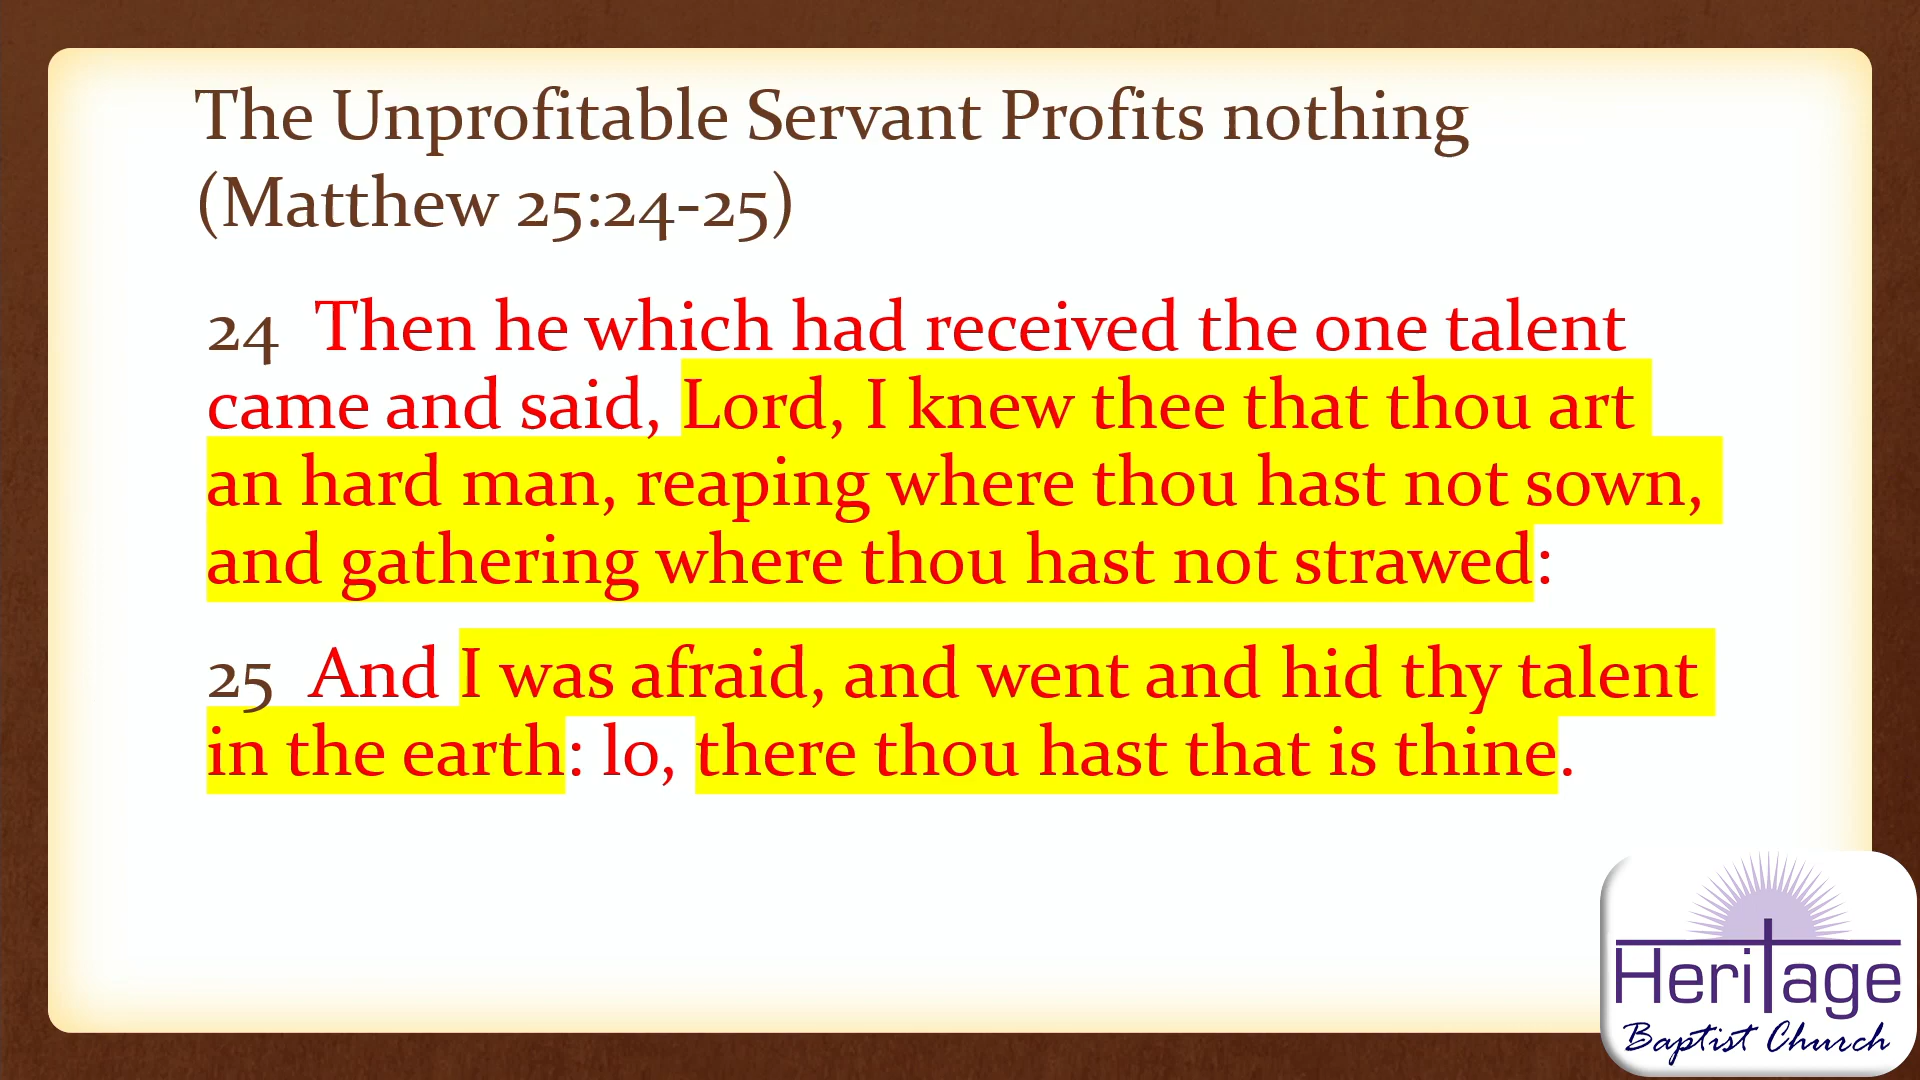 The Unprofitable Servant Profits nothing
(Matthew 25:24-25)
24 Then he which had received the one talent
came and said, Lord, I knew thee that thou art
an hard man, reaping where thou hast not sown,
and gathering where thou hast not strawed:
25 And I was afraid, and went and hid thy talent
in the earth: lo, there thou hast that is thine.
Heritage
Baptist Church